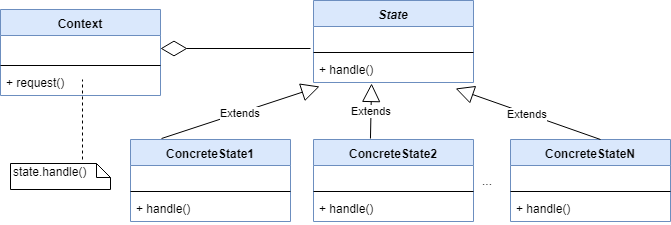 Context
State
+ request()
+ handle()
Extends
Extends
Extends
state.handle()
ConcreteState1
ConcreteState2
ConcreteStateN
...
+ handle()
+ handle()
+ handle()